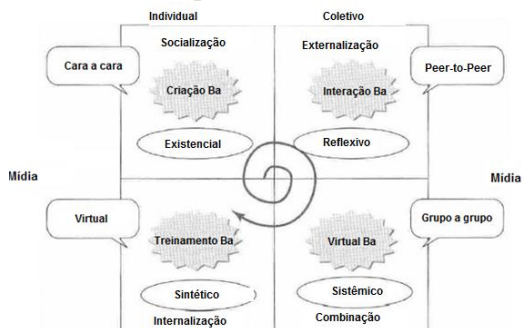 Individual
Coletivo
Socialização
Externalização
Cara a cara
Peer-to-Peer
Criação Ba
Interação Ba
Existencial
Reflexivo
Mídia
Mídia
Virtual
Grupo a grupo
Treinamento Ba
Virtual Ba
Sintético
Sistêmico
Internalização
Combinação